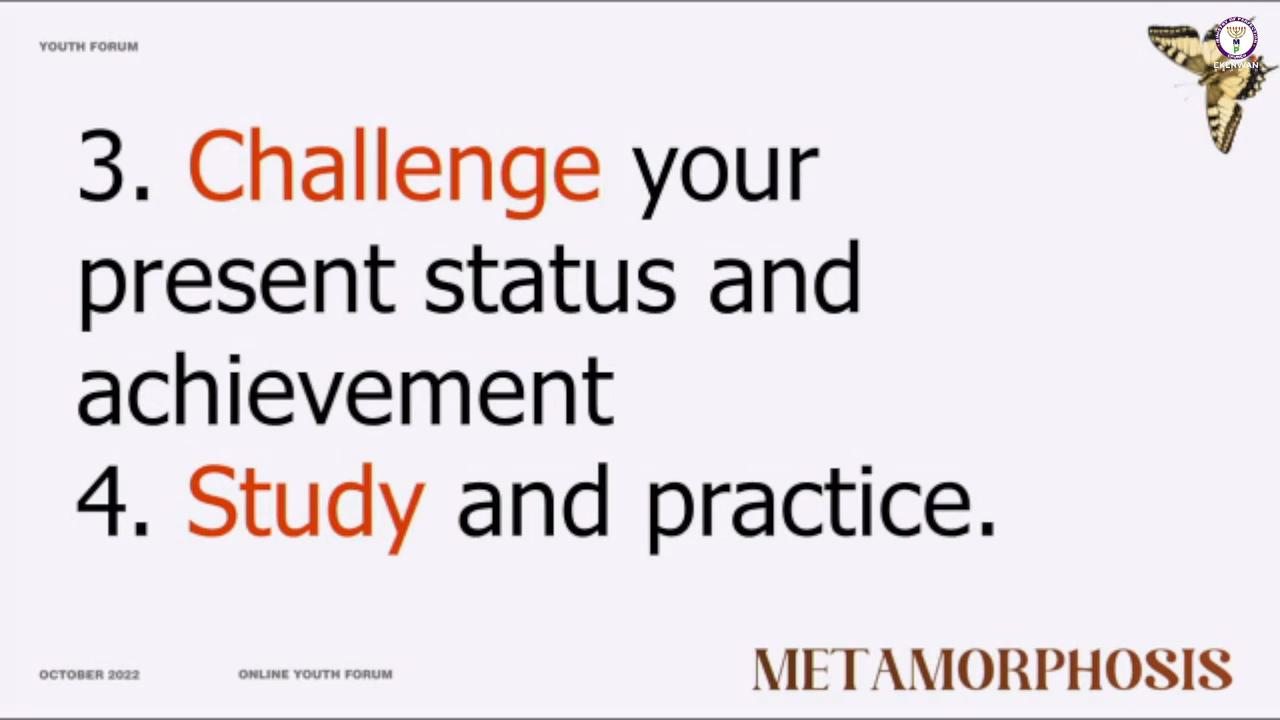 YOUTH FORUM
EKENWAN
3. Challenge your
present status and
achievement
4. Study and practice.
OCTOBER 2022
ONLINE YOUTH FORUM
METAMORPHOSIS